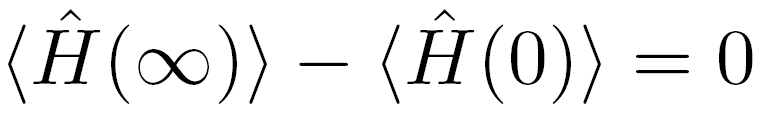 ⟨Ĥ(∞)⟩ − ⟨Ĥ(0)⟩ = 0